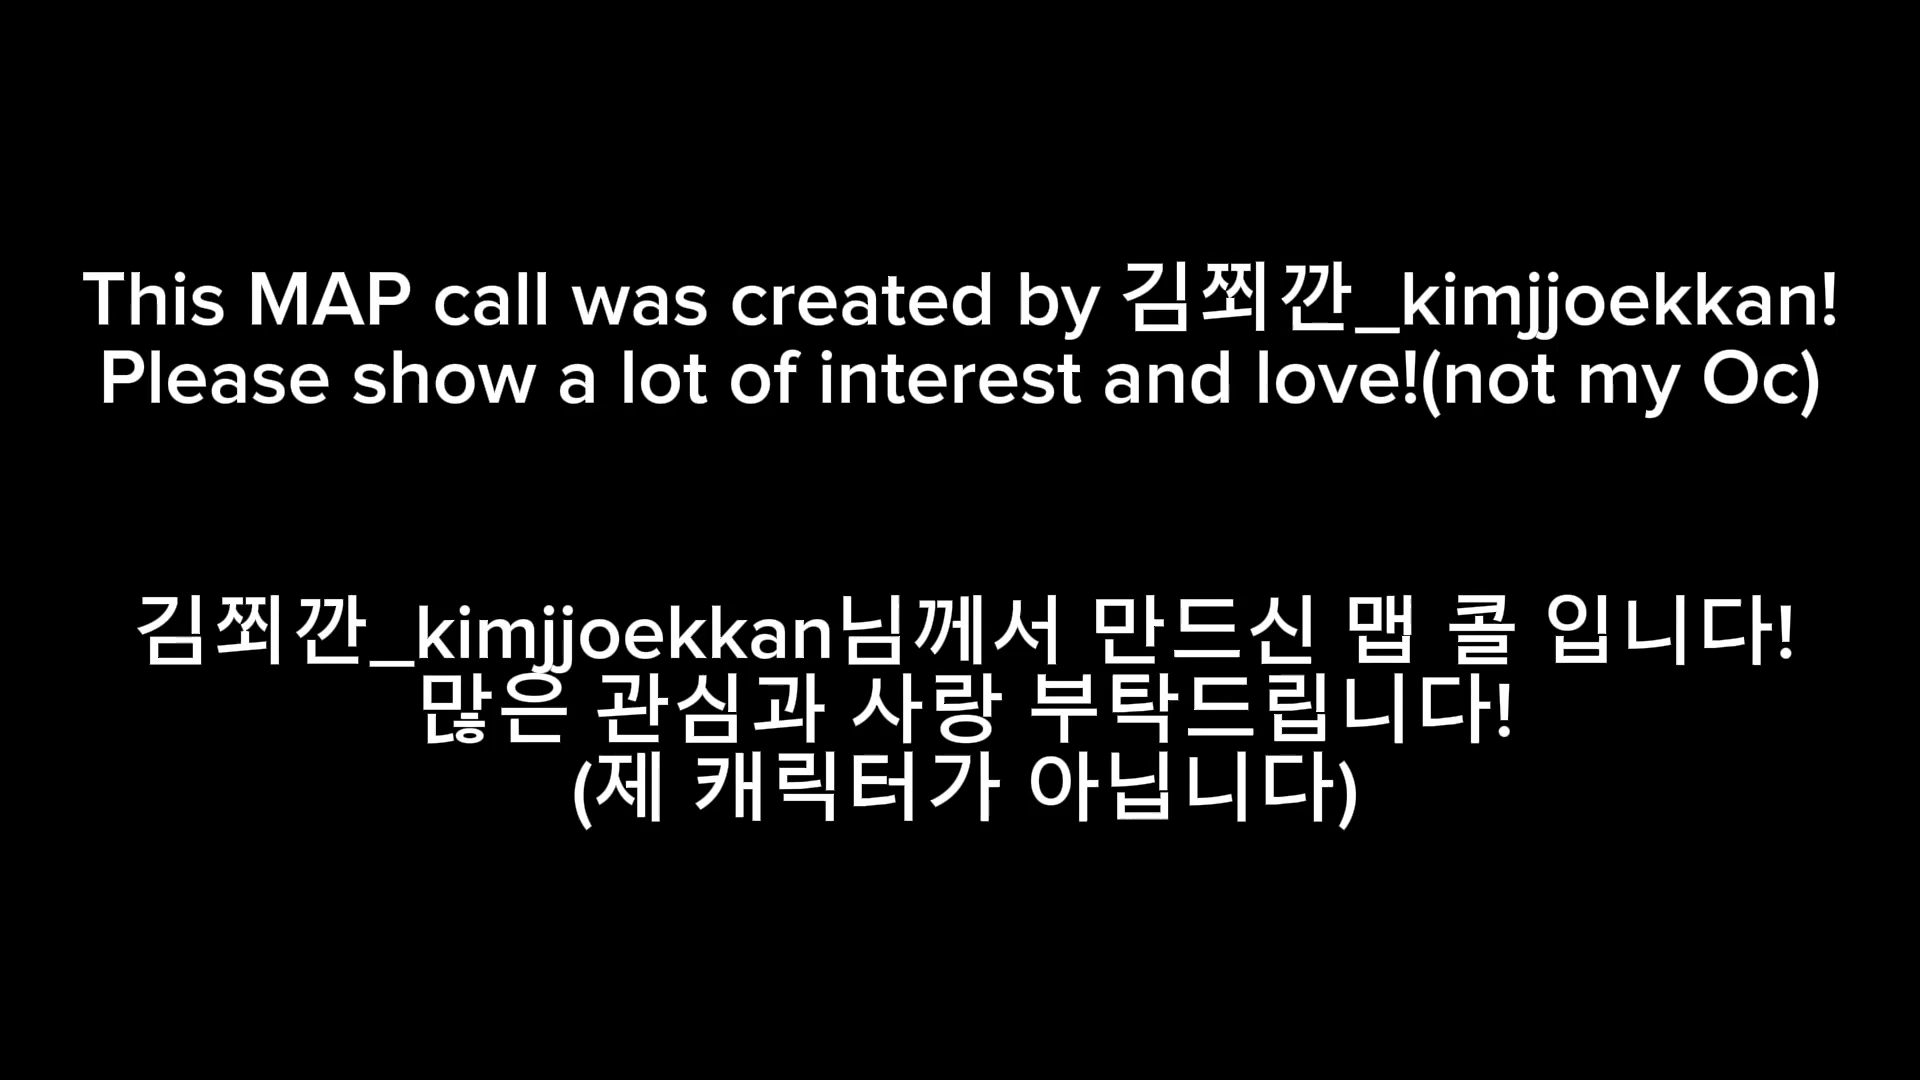 This MAP call was created by 김쬐깐_kimjjoekkan!
Please show a lot of interest and love!(not my Oc)
김쬐깐_kimjjoekkan님께서 만드신 맵 콜 입니다!
많은 관심과 사랑 부탁드립니다!
(제 캐릭터가 아닙니다)